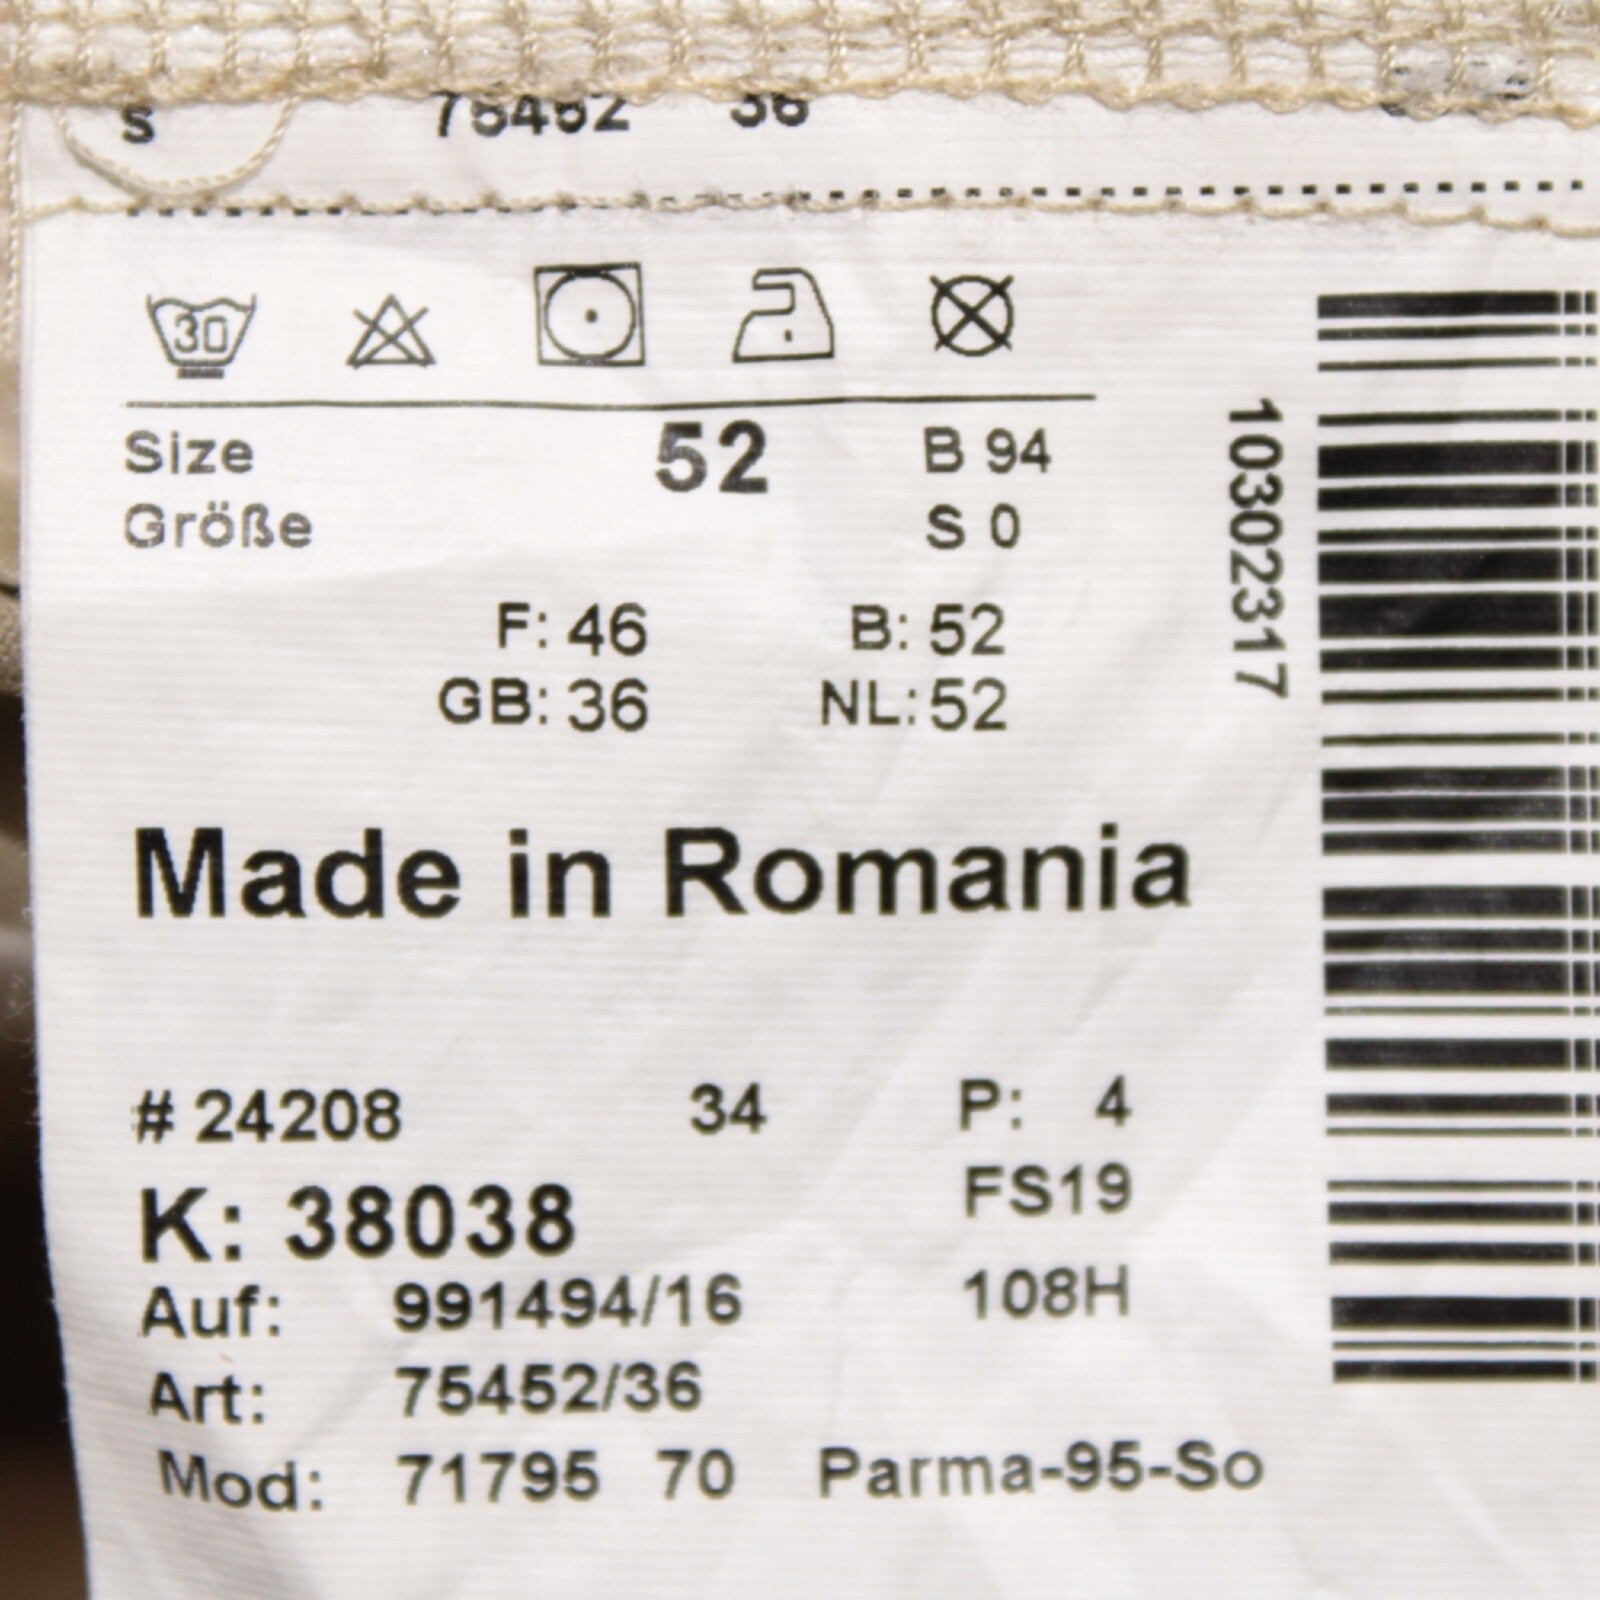 s 75452 36
30
Size 52 B 94
Größe S 0
F: 46 B: 52
GB: 36 NL: 52
10302317
Made in Romania
# 24208 34 P: 4
K: 38038 FS19
Auf: 991494/16 108H
Art: 75452/36
Mod: 71795 70 Parma-95-So